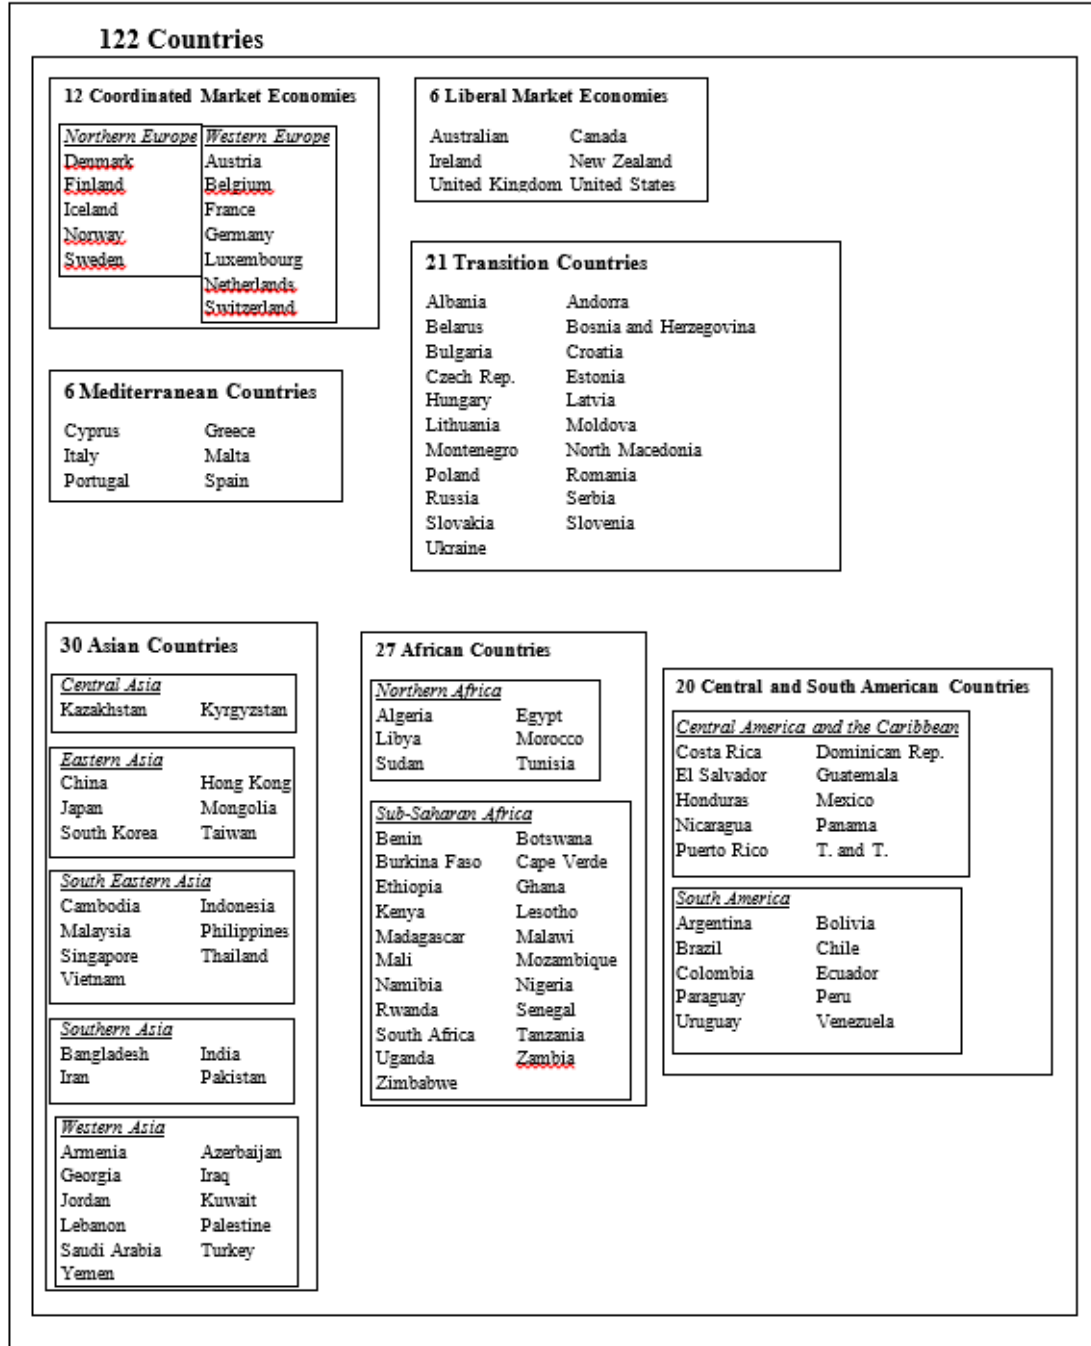 122 Countries
12 Coordinated Market Economies
Northern Europe Western Europe
Denmark Austria
Finland Belgium
Iceland France
Norway Germany
Sweden Luxembourg
Netherlands
Switzerland
6 Liberal Market Economies
Australian Canada
Ireland New Zealand
United Kingdom United States
21 Transition Countries
Albania Andorra
Belarus Bosnia and Herzegovina
Bulgaria Croatia
Czech Rep. Estonia
Hungary Latvia
Lithuania Moldova
Montenegro North Macedonia
Poland Romania
Russia Serbia
Slovakia Slovenia
Ukraine
6 Mediterranean Countries
Cyprus Greece
Italy Malta
Portugal Spain
30 Asian Countries
Central Asia
Kazakhstan Kyrgyzstan
Eastern Asia
China Hong Kong
Japan Mongolia
South Korea Taiwan
South Eastern Asia
Cambodia Indonesia
Malaysia Philippines
Singapore Thailand
Vietnam
Southern Asia
Bangladesh India
Iran Pakistan
Western Asia
Armenia Azerbaijan
Georgia Iraq
Jordan Kuwait
Lebanon Palestine
Saudi Arabia Turkey
Yemen
27 African Countries
Northern Africa
Algeria Egypt
Libya Morocco
Sudan Tunisia
Sub-Saharan Africa
Benin Botswana
Burkina Faso Cape Verde
Ethiopia Ghana
Kenya Lesotho
Madagascar Malawi
Mali Mozambique
Namibia Nigeria
Rwanda Senegal
South Africa Tanzania
Uganda Zambia
Zimbabwe
20 Central and South American Countries
Central America and the Caribbean
Costa Rica Dominican Rep.
El Salvador Guatemala
Honduras Mexico
Nicaragua Panama
Puerto Rico T. and T.
South America
Argentina Bolivia
Brazil Chile
Colombia Ecuador
Paraguay Peru
Uruguay Venezuela